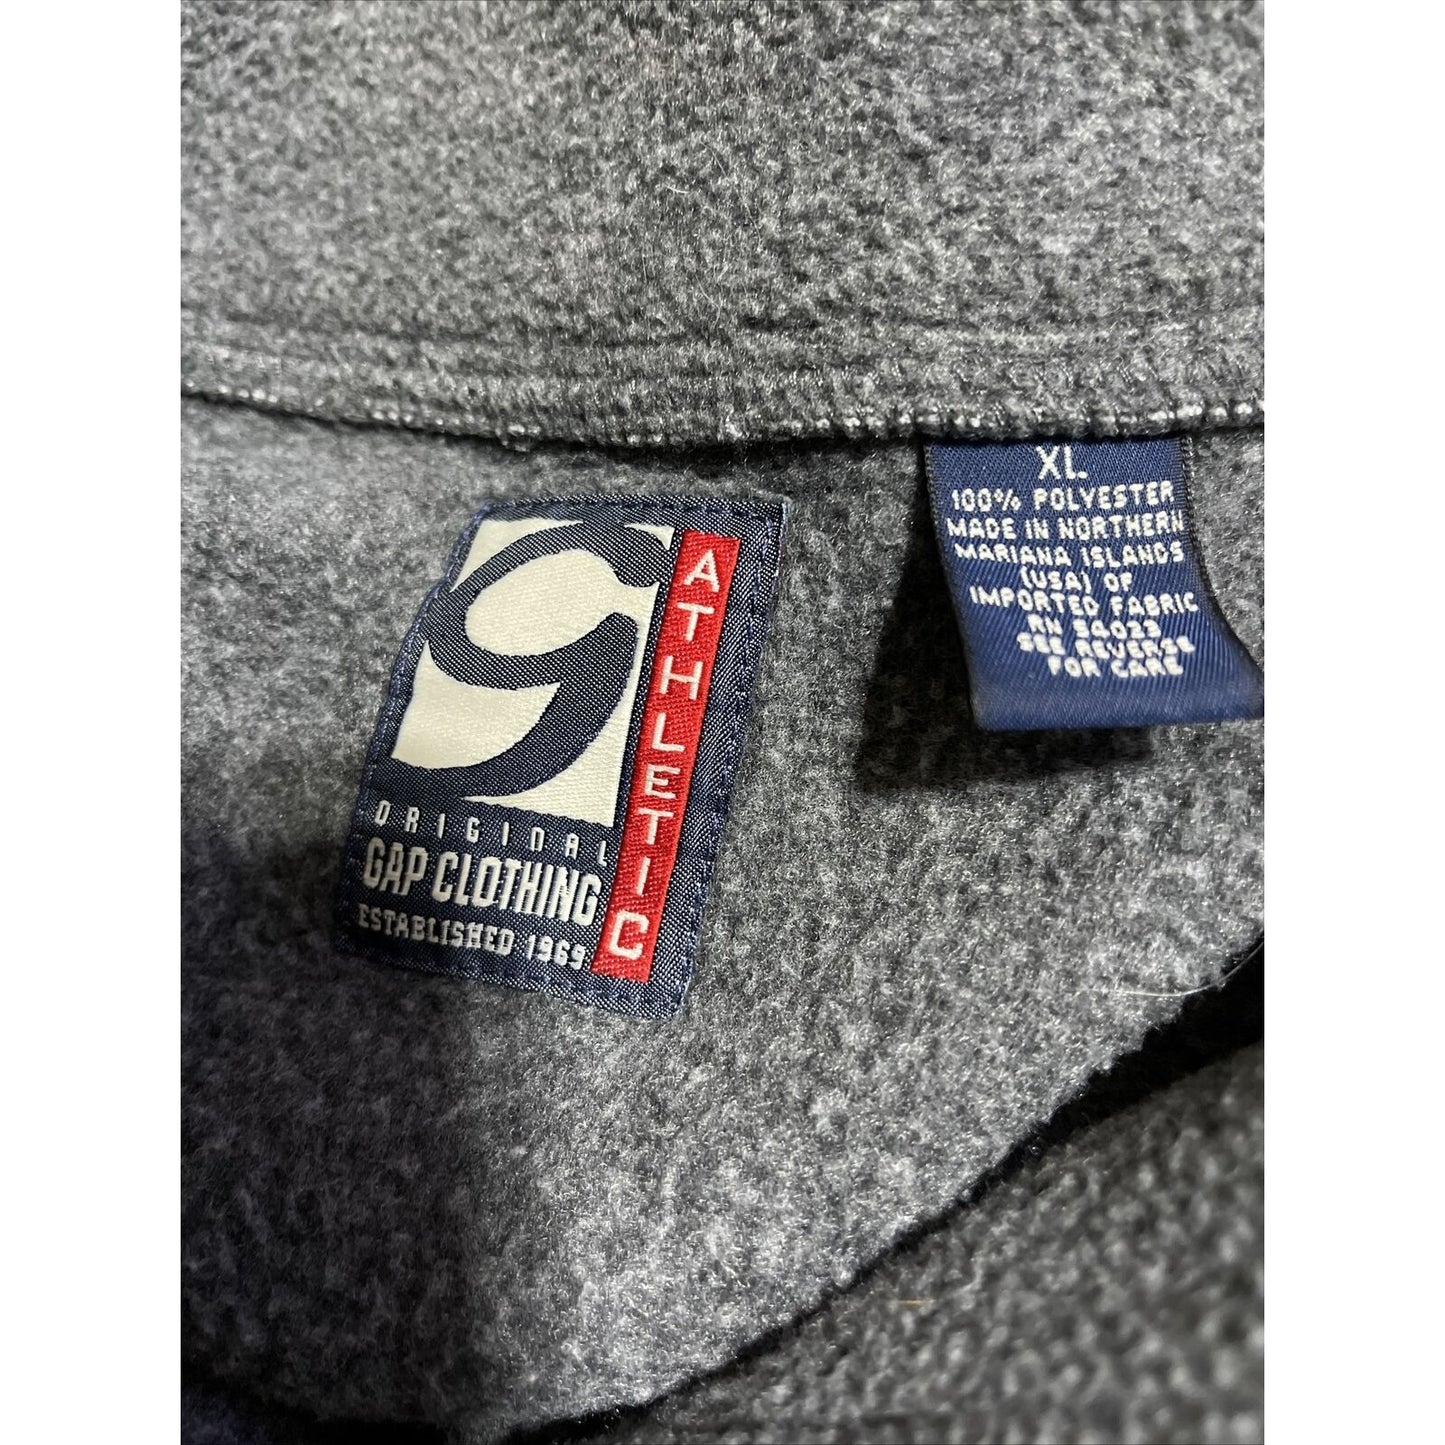 G
ATHLETIC
ORIGINAL
GAP CLOTHING
ESTABLISHED 1969
XL
100% POLYESTER
MADE IN NORTHERN
MARIANA ISLANDS
(USA) OF
IMPORTED FABRIC
RN 54023
SEE REVERSE
FOR CARE